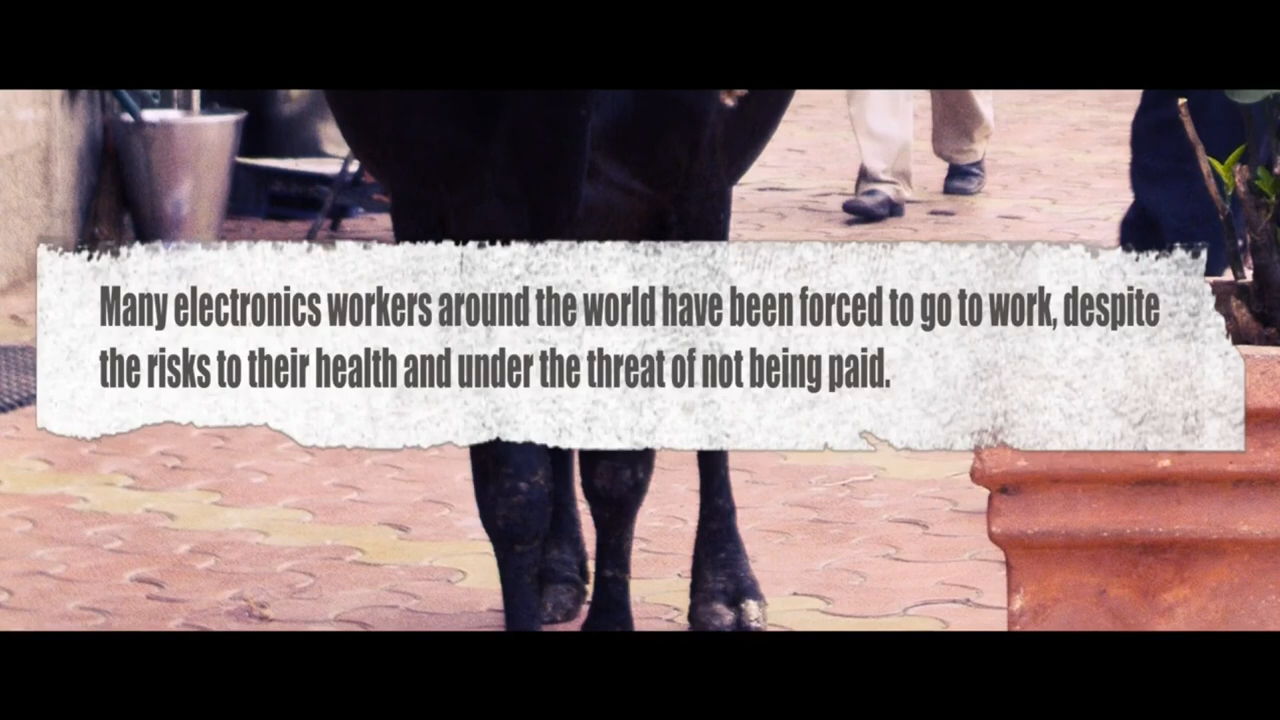 Many electronics workers around the world have been forced to go to work, despite
the risks to their health and under the threat of not being paid.